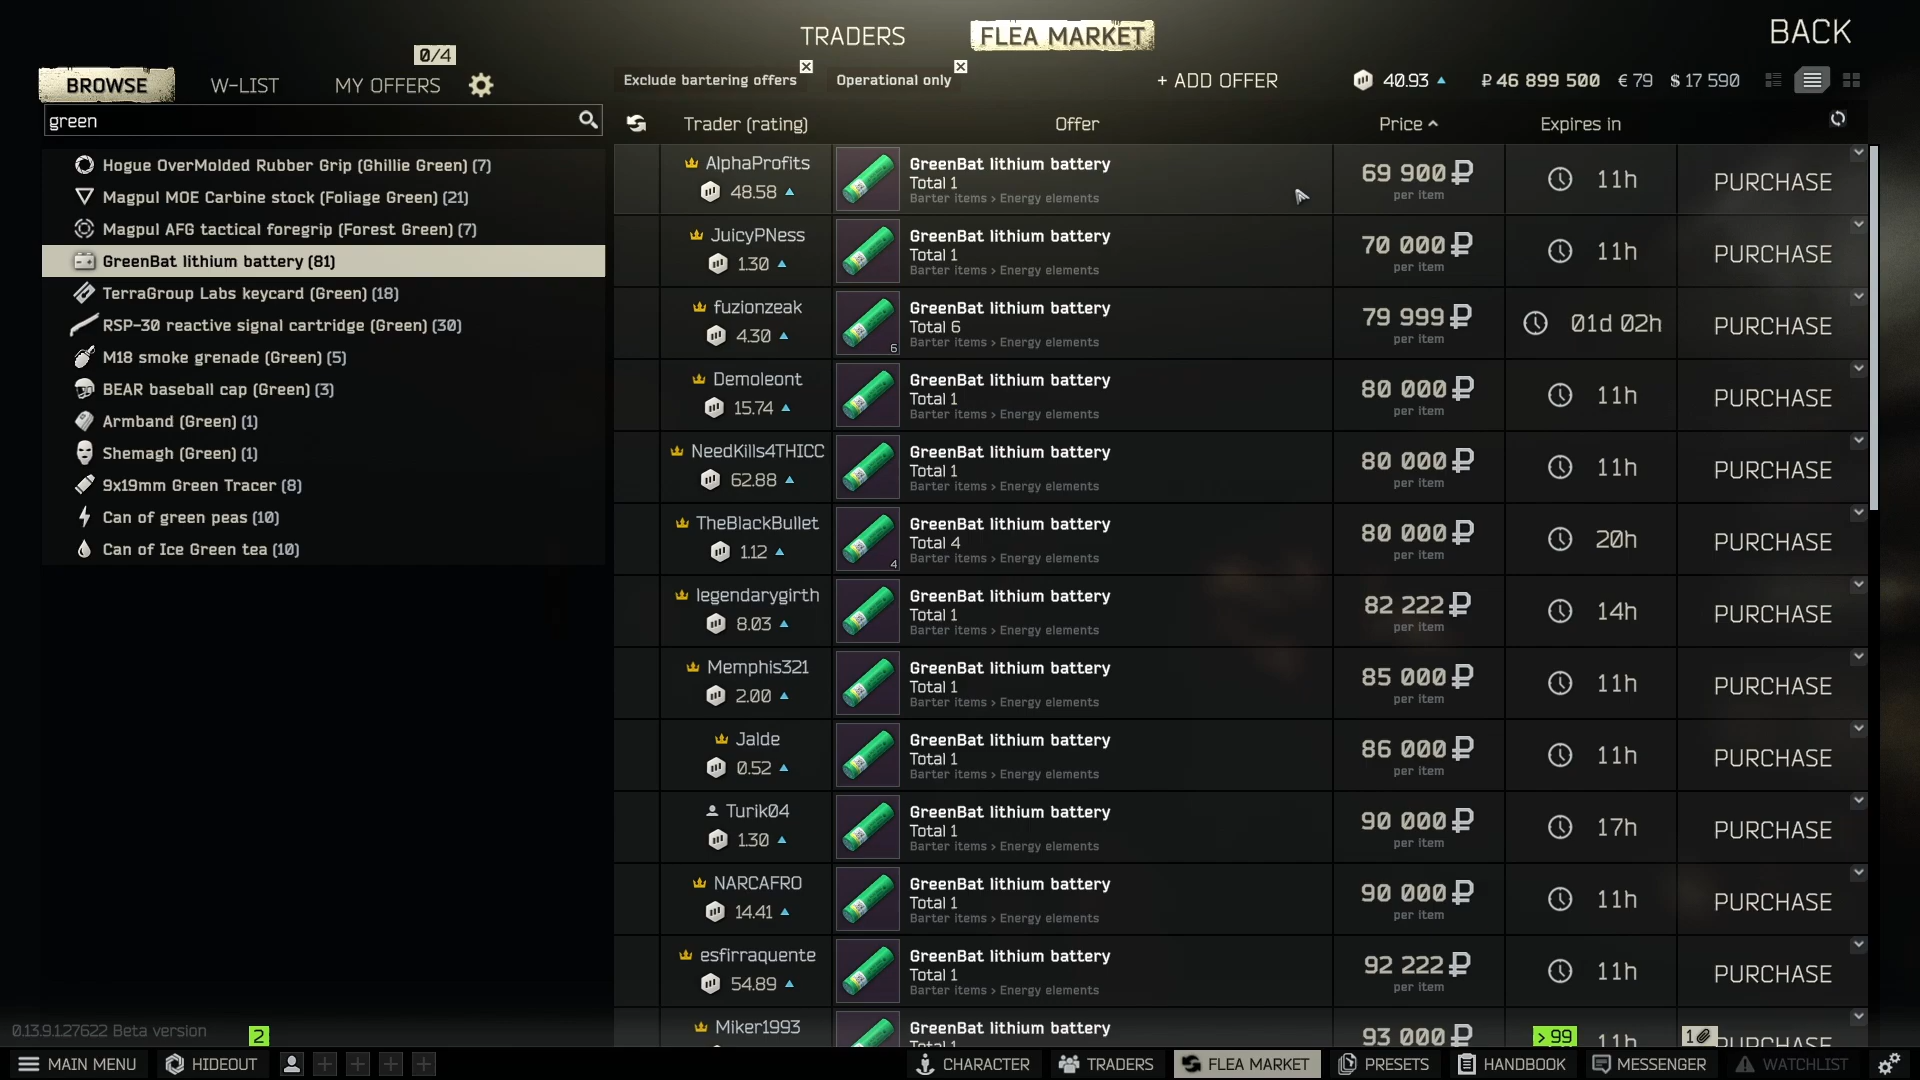 TRADERS
FLEA MARKET
BACK
0/4
BROWSE
W-LIST
MY OFFERS
Exclude bartering offers
Operational only
+ ADD OFFER
40.93
₽ 46 899 500
€ 79
$ 17 590
green
Trader (rating)
Offer
Price
Expires in
Hogue OverMolded Rubber Grip (Ghillie Green) (7)
Magpul MOE Carbine stock (Foliage Green) (21)
Magpul AFG tactical foregrip (Forest Green) (7)
GreenBat lithium battery (81)
TerraGroup Labs keycard (Green) (18)
RSP-30 reactive signal cartridge (Green) (30)
M18 smoke grenade (Green) (5)
BEAR baseball cap (Green) (3)
Armband (Green) (1)
Shemagh (Green) (1)
9x19mm Green Tracer (8)
Can of green peas (10)
Can of Ice Green tea (10)
AlphaProfits
48.58
GreenBat lithium battery
Total 1
Barter items > Energy elements
69 900 ₽
per item
11h
PURCHASE
JuicyPNess
1.30
GreenBat lithium battery
Total 1
Barter items > Energy elements
70 000 ₽
per item
11h
PURCHASE
fuzionzeak
4.30
6
GreenBat lithium battery
Total 6
Barter items > Energy elements
79 999 ₽
per item
01d 02h
PURCHASE
Demoleont
15.74
GreenBat lithium battery
Total 1
Barter items > Energy elements
80 000 ₽
per item
11h
PURCHASE
NeedKills4THICC
62.88
GreenBat lithium battery
Total 1
Barter items > Energy elements
80 000 ₽
per item
11h
PURCHASE
TheBlackBullet
1.12
4
GreenBat lithium battery
Total 4
Barter items > Energy elements
80 000 ₽
per item
20h
PURCHASE
legendarygirth
8.03
GreenBat lithium battery
Total 1
Barter items > Energy elements
82 222 ₽
per item
14h
PURCHASE
Memphis321
2.00
GreenBat lithium battery
Total 1
Barter items > Energy elements
85 000 ₽
per item
11h
PURCHASE
Jalde
0.52
GreenBat lithium battery
Total 1
Barter items > Energy elements
86 000 ₽
per item
11h
PURCHASE
Turik04
1.30
GreenBat lithium battery
Total 1
Barter items > Energy elements
90 000 ₽
per item
17h
PURCHASE
NARCAFRO
14.41
GreenBat lithium battery
Total 1
Barter items > Energy elements
90 000 ₽
per item
11h
PURCHASE
esfirraquente
54.89
GreenBat lithium battery
Total 1
Barter items > Energy elements
92 222 ₽
per item
11h
PURCHASE
Miker1993
GreenBat lithium battery
Total 1
93 000 ₽
11h
PURCHASE
0.13.9.1.27622 Beta version
2
> 99
1
MAIN MENU
HIDEOUT
CHARACTER
TRADERS
FLEA MARKET
PRESETS
HANDBOOK
MESSENGER
WATCHLIST